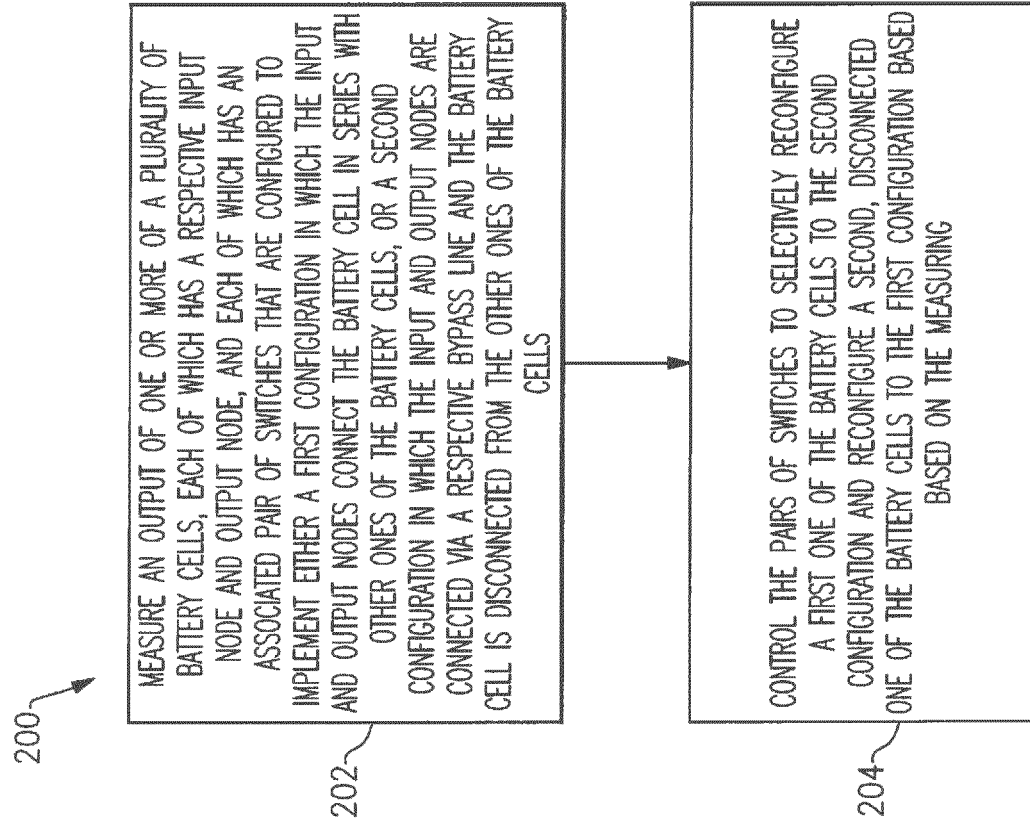 200
202
MEASURE AN OUTPUT OF ONE OR MORE OF A PLURALITY OF
BATTERY CELLS, EACH OF WHICH HAS A RESPECTIVE INPUT
NODE AND OUTPUT NODE, AND EACH OF WHICH HAS AN
ASSOCIATED PAIR OF SWITCHES THAT ARE CONFIGURED TO
IMPLEMENT EITHER A FIRST CONFIGURATION IN WHICH THE INPUT
AND OUTPUT NODES CONNECT THE BATTERY CELL IN SERIES WITH
OTHER ONES OF THE BATTERY CELLS, OR A SECOND
CONFIGURATION IN WHICH THE INPUT AND OUTPUT NODES ARE
CONNECTED VIA A RESPECTIVE BYPASS LINE AND THE BATTERY
CELL IS DISCONNECTED FROM THE OTHER ONES OF THE BATTERY
CELLS
204
CONTROL THE PAIRS OF SWITCHES TO SELECTIVELY RECONFIGURE
A FIRST ONE OF THE BATTERY CELLS TO THE SECOND
CONFIGURATION AND RECONFIGURE A SECOND, DISCONNECTED
ONE OF THE BATTERY CELLS TO THE FIRST CONFIGURATION BASED
BASED ON THE MEASURING